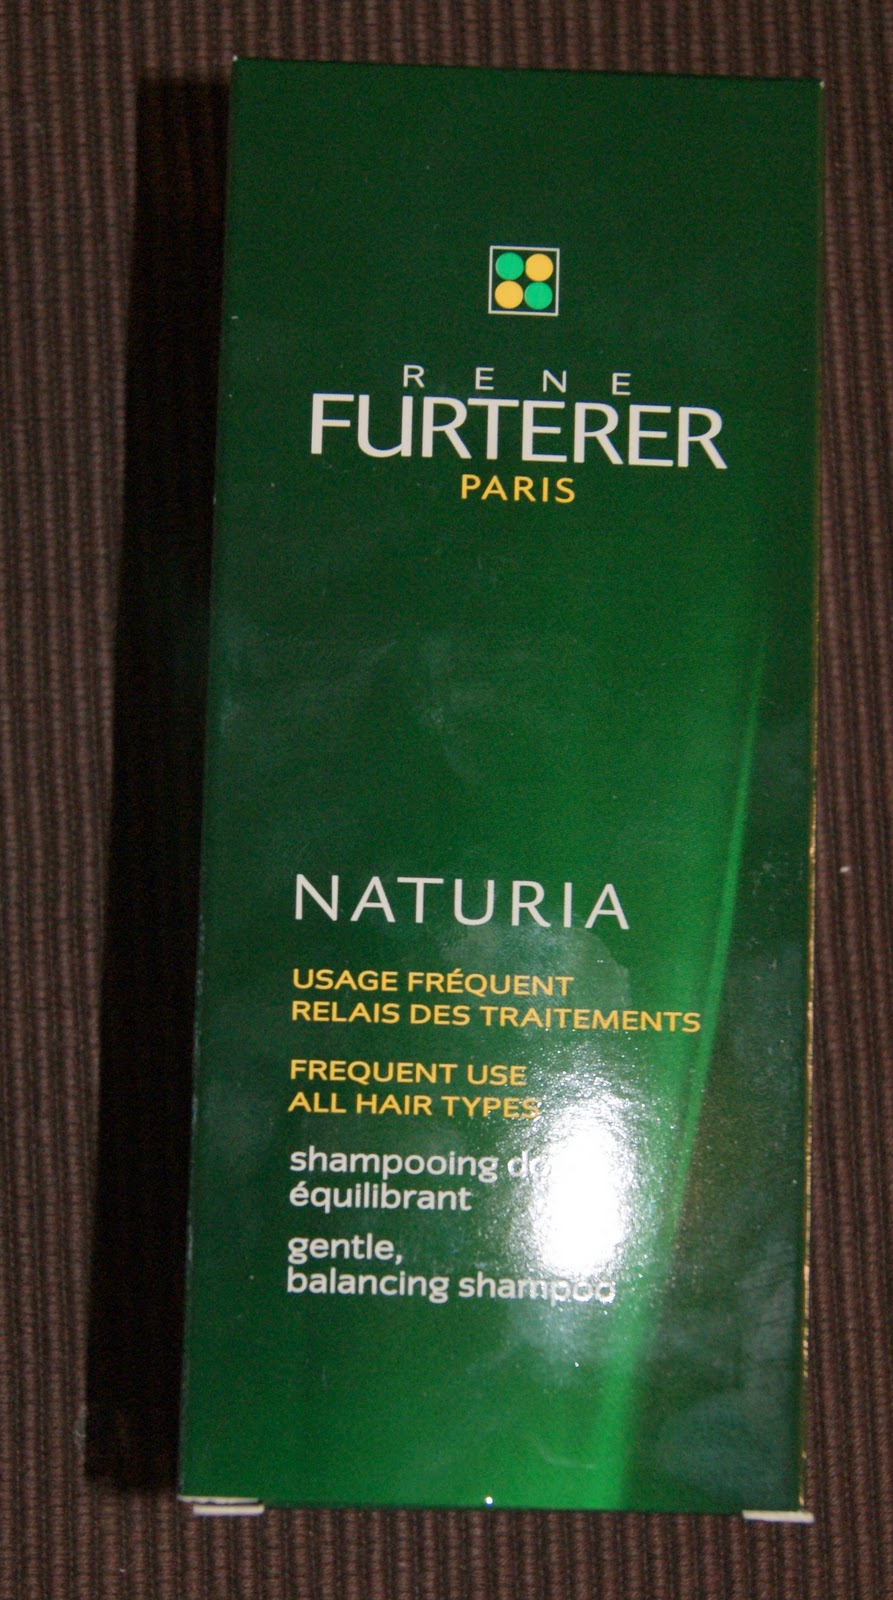 RENE
FURTERER
PARIS
NATURIA
USAGE FRÉQUENT
RELAIS DES TRAITEMENTS
FREQUENT USE
ALL HAIR TYPES
shampooing
équilibrant
gentle,
balancing shampoo